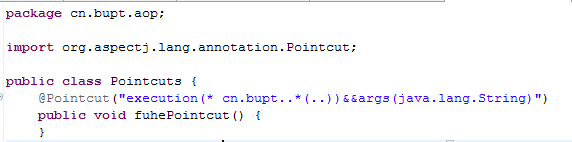 package cn.bupt.aop;
import org.aspectj.lang.annotation.Pointcut;
public class Pointcuts {
@Pointcut("execution(* cn.bupt..*(..))&&args(java.lang.String)")
public void fuhePointcut() {
}